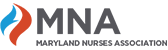 MNA
MARYLAND NURSES ASSOCIATION